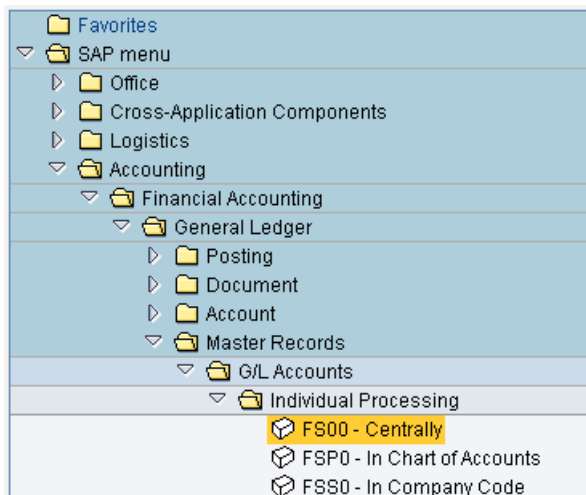 Favorites
SAP menu
Office
Cross-Application Components
Logistics
Accounting
Financial Accounting
General Ledger
Posting
Document
Account
Master Records
G/L Accounts
Individual Processing
FS00 - Centrally
FSP0 - In Chart of Accounts
FSS0 - In Company Code